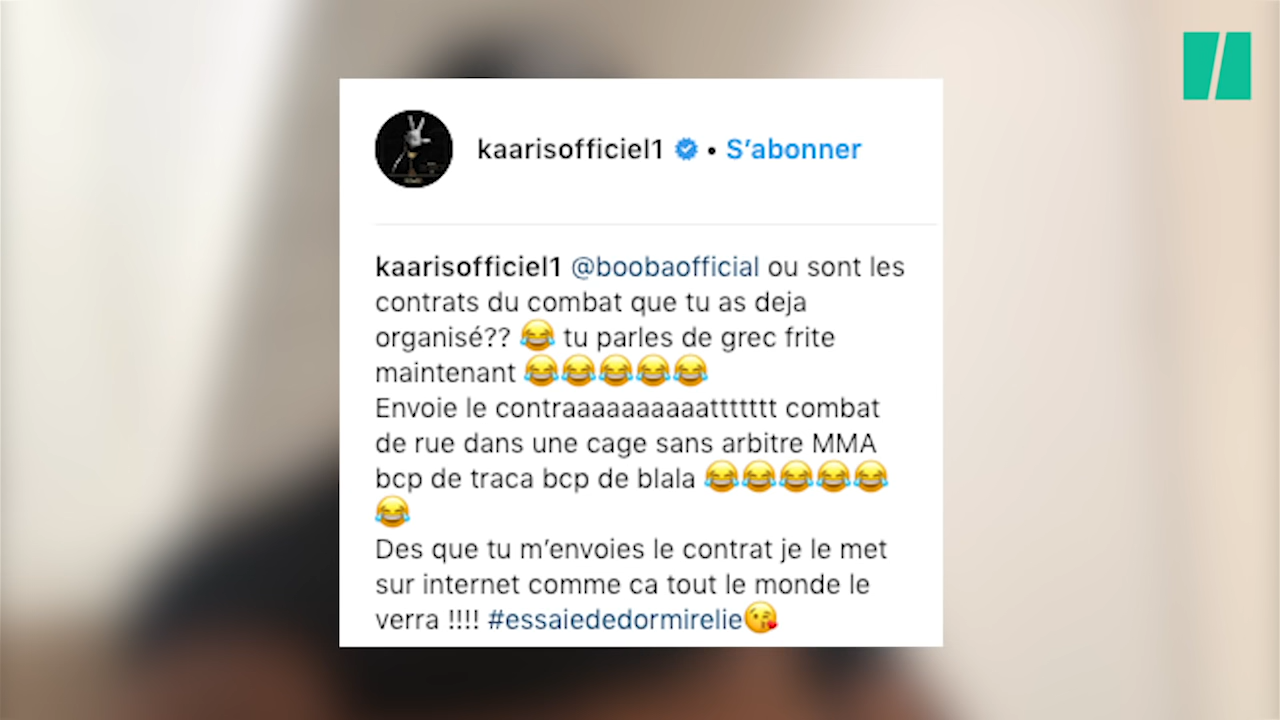 kaarisofficiel1 • S'abonner
kaarisofficiel1 @boobaofficial ou sont les
contrats du combat que tu as deja
organisé?? 😂 tu parles de grec frite
maintenant 😂😂😂😂😂
Envoie le contraaaaaaaaaattttttt combat
de rue dans une cage sans arbitre MMA
bcp de traca bcp de blala 😂😂😂😂😂
😂
Des que tu m'envoies le contrat je le met
sur internet comme ca tout le monde le
verra !!!! #essaiededormirelie😘